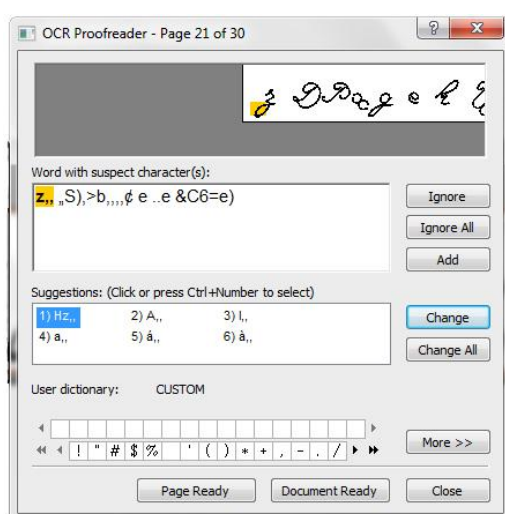 OCR Proofreader - Page 21 of 30
Word with suspect character(s):
z,, „S),>b,,,,¢ e ..e &C6=e)
Ignore
Ignore All
Add
Suggestions: (Click or press Ctrl+Number to select)
1) Hz,, 2) A,, 3) I,,
4) a,, 5) á,, 6) à,,
Change
Change All
User dictionary: CUSTOM
! " # $ % ' ( ) * + , - . /
More >>
Page Ready Document Ready Close